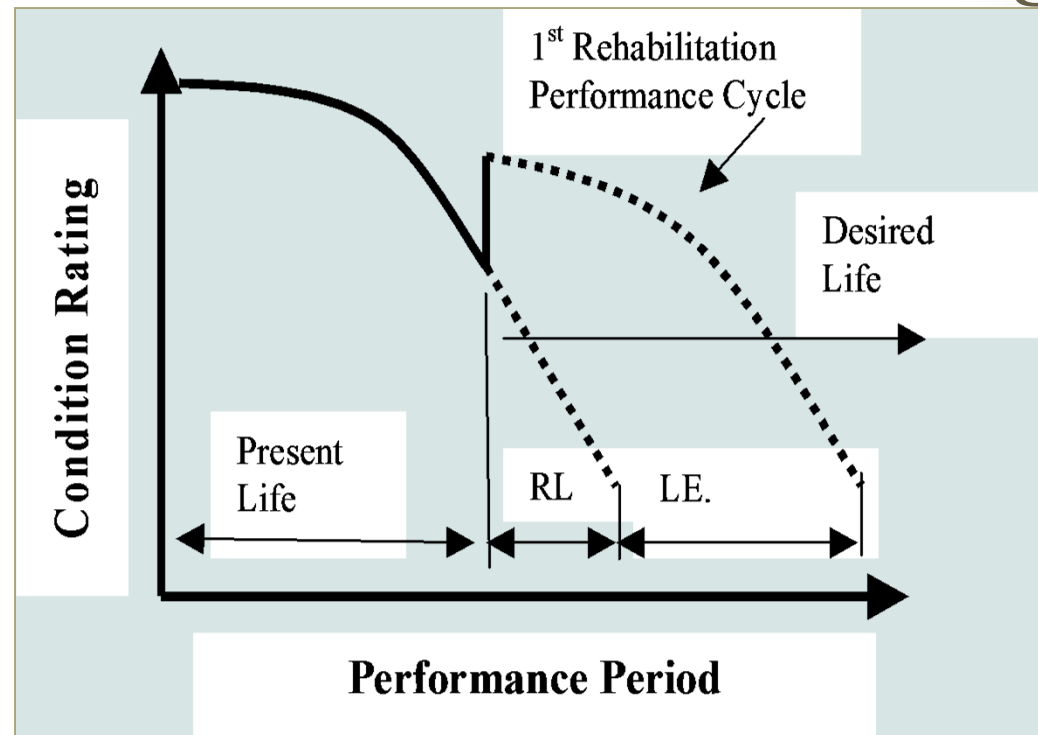 1st Rehabilitation
Performance Cycle
Desired
Life
Condition Rating
Present
Life
RL
LE.
Performance Period